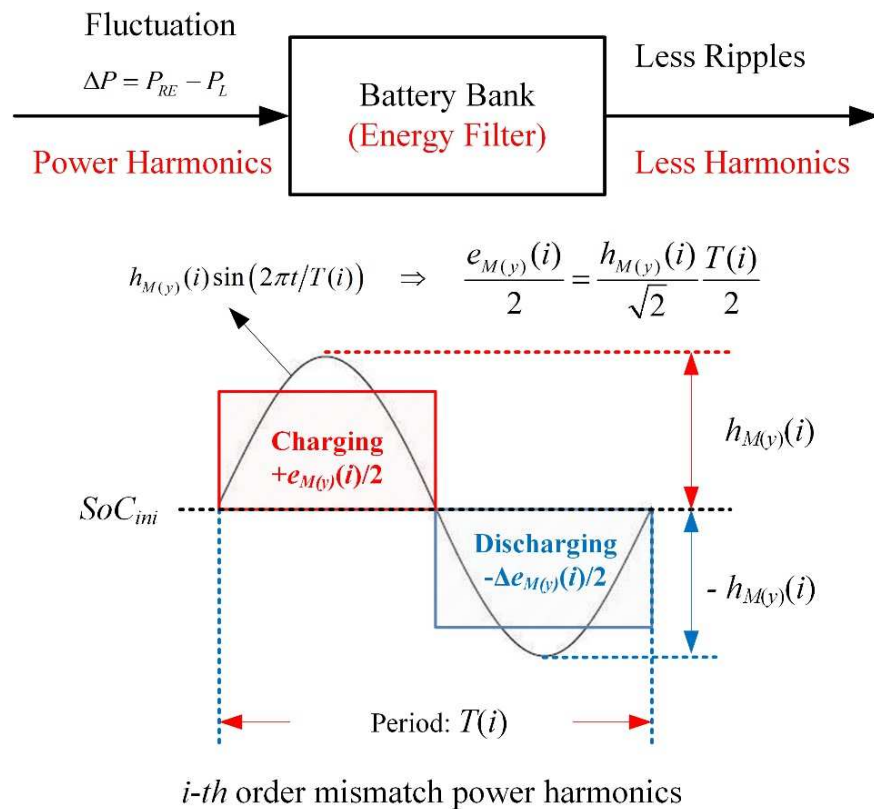 Fluctuation
ΔP = P_RE − P_L
Power Harmonics
Battery Bank
(Energy Filter)
Less Ripples
Less Harmonics
h_M(y)(i) sin(2πt/T(i)) ⇒ e_M(y)(i)/2 = h_M(y)(i)/√2 T(i)/2
Charging
+e_M(y)(i)/2
h_M(y)(i)
SoC_ini
Discharging
-Δe_M(y)(i)/2
- h_M(y)(i)
Period: T(i)
i-th order mismatch power harmonics